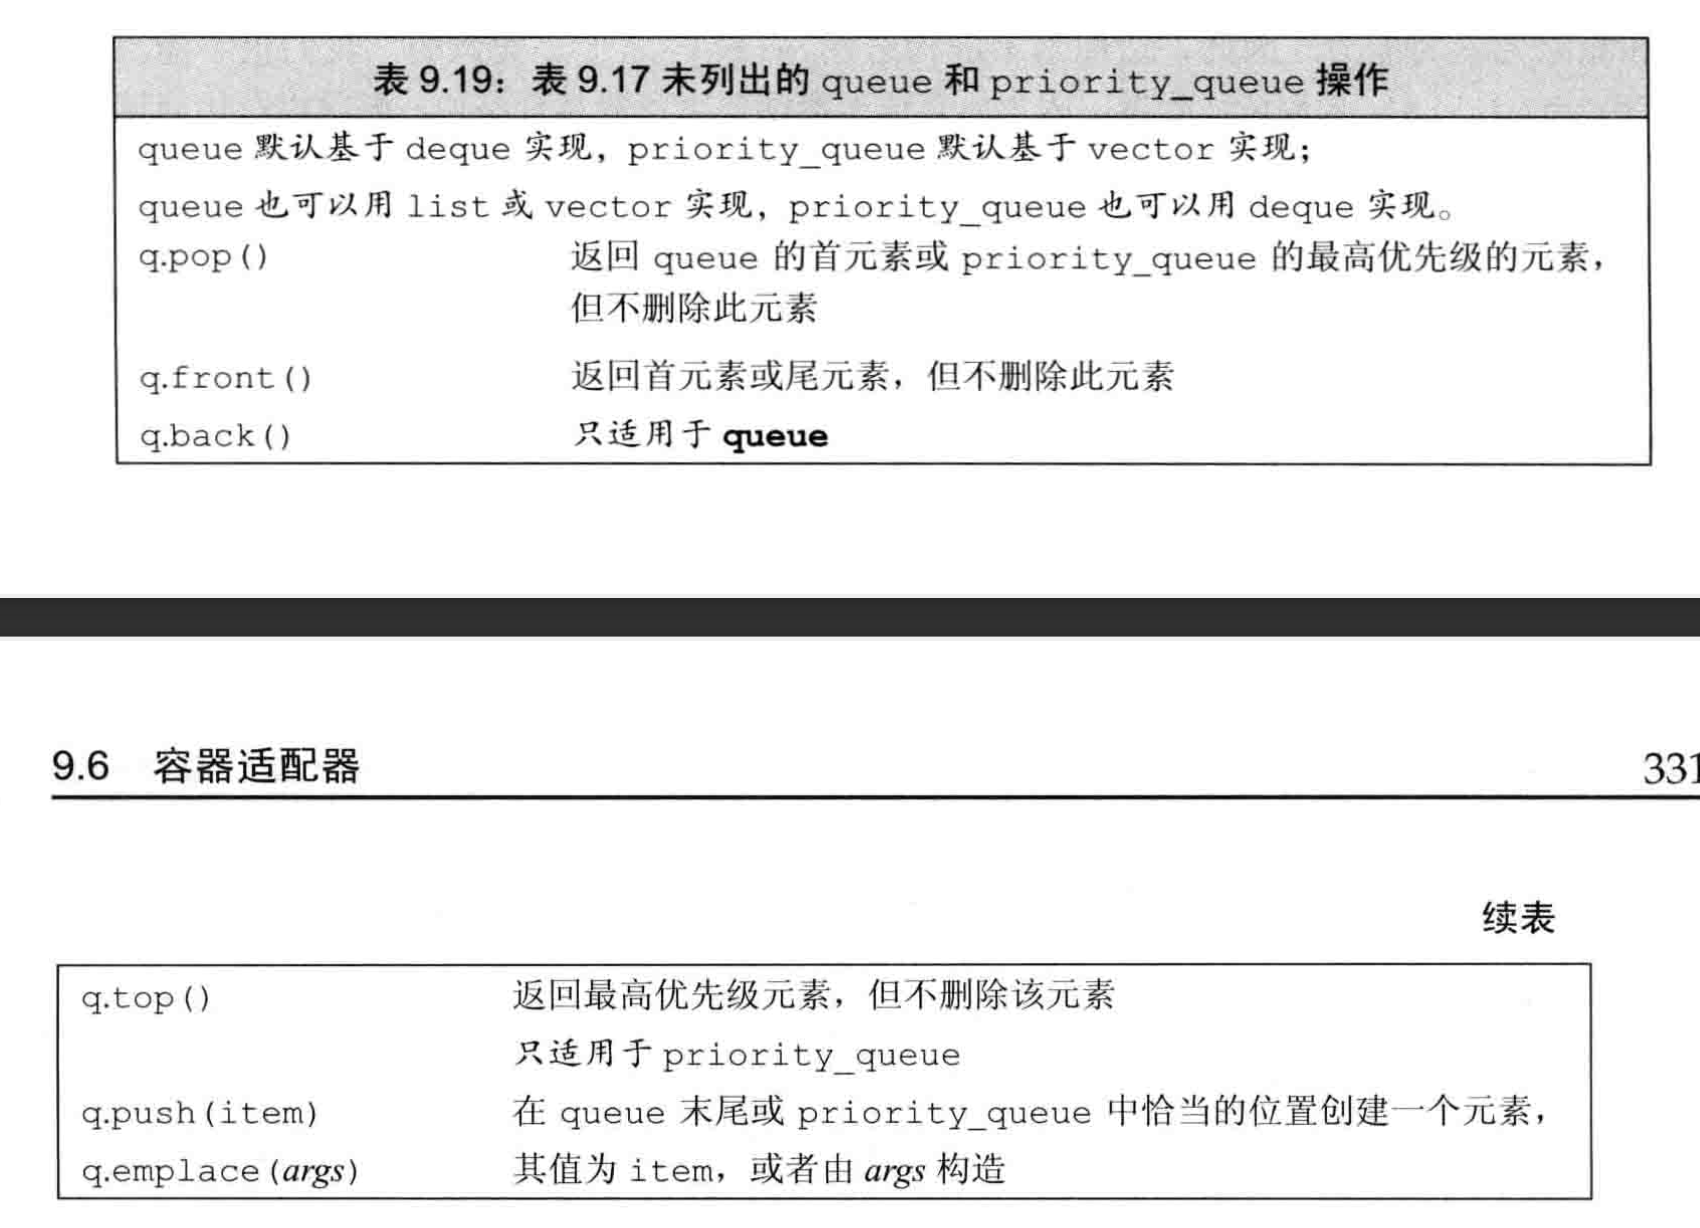 表 9.19：表 9.17 未列出的 queue 和 priority_queue 操作
queue 默认基于 deque 实现，priority_queue 默认基于 vector 实现；
queue 也可以用 list 或 vector 实现，priority_queue 也可以用 deque 实现。
q.pop() 返回 queue 的首元素或 priority_queue 的最高优先级的元素，
但不删除此元素
q.front() 返回首元素或尾元素，但不删除此元素
q.back() 只适用于 queue
9.6 容器适配器 331
续表
q.top() 返回最高优先级元素，但不删除该元素
只适用于 priority_queue
q.push(item) 在 queue 末尾或 priority_queue 中恰当的位置创建一个元素，
q.emplace(args) 其值为 item，或者由 args 构造